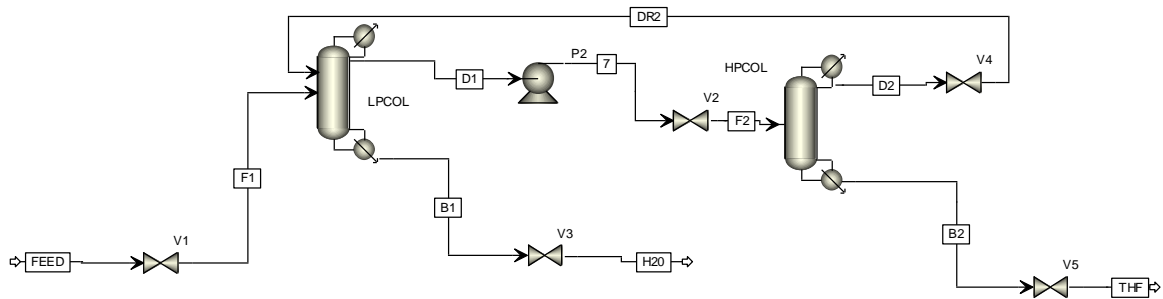 DR2
LPCOL
D1
P2
7
HPCOL
V2
F2
D2
V4
F1
B1
V1
FEED
V3
H20
B2
V5
THF